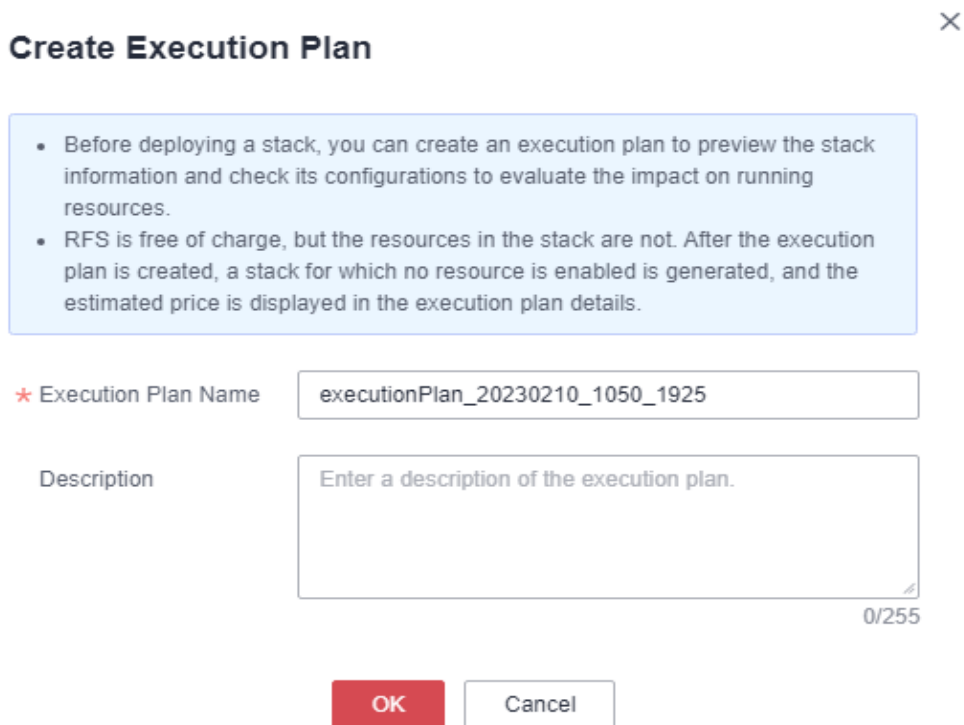 Create Execution Plan
• Before deploying a stack, you can create an execution plan to preview the stack
information and check its configurations to evaluate the impact on running
resources.
• RFS is free of charge, but the resources in the stack are not. After the execution
plan is created, a stack for which no resource is enabled is generated, and the
estimated price is displayed in the execution plan details.
* Execution Plan Name executionPlan_20230210_1050_1925
Description Enter a description of the execution plan.
0/255
OK Cancel